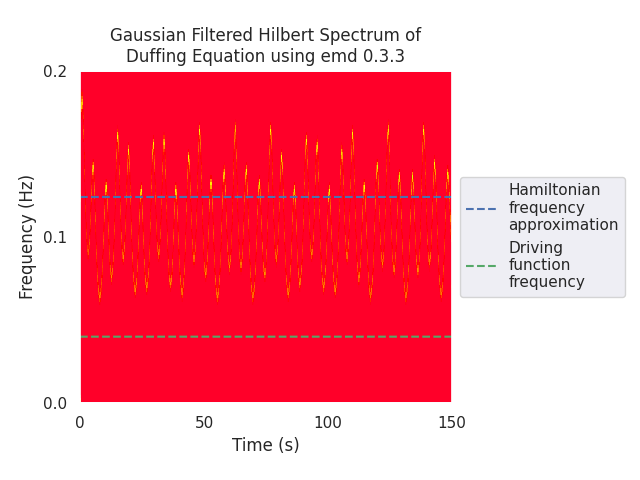 Gaussian Filtered Hilbert Spectrum of
Duffing Equation using emd 0.3.3
0.2
0.1
0.0
Frequency (Hz)
0
50
100
150
Time (s)
Hamiltonian
frequency
approximation
Driving
function
frequency